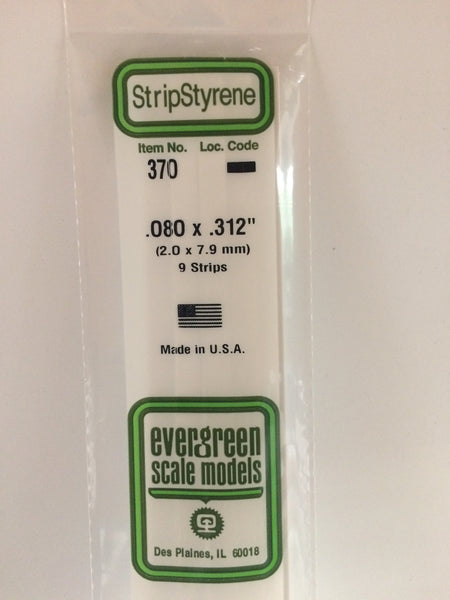 StripStyrene
Item No. Loc. Code
370
.080 x .312"
(2.0 x 7.9 mm)
9 Strips
Made in U.S.A.
evergreen
scale models
Des Plaines, IL 60018